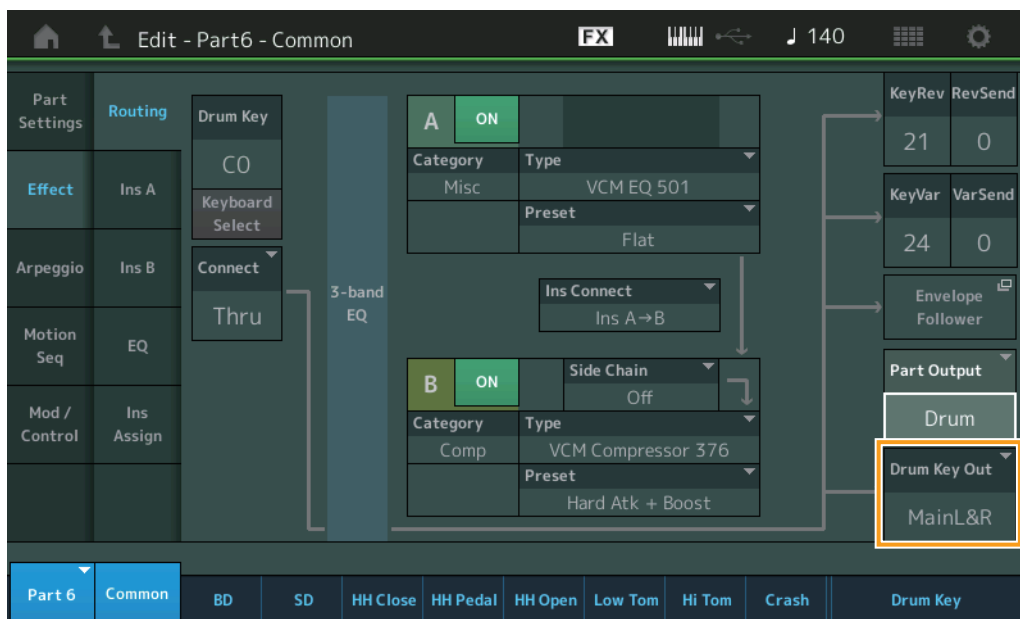 Edit - Part6 - Common
FX
♩ 140
Part Settings
Effect
Arpeggio
Motion Seq
Mod / Control
Routing
Ins A
Ins B
EQ
Ins Assign
Drum Key
C0
Keyboard Select
Connect
Thru
3-band EQ
A
ON
Category
Type
Misc
VCM EQ 501
Preset
Flat
Ins Connect
Ins A→B
B
ON
Side Chain
Off
Category
Type
Comp
VCM Compressor 376
Preset
Hard Atk + Boost
KeyRev
RevSend
21
0
KeyVar
VarSend
24
0
Envelope Follower
Part Output
Drum
Drum Key Out
MainL&R
Part 6
Common
BD
SD
HH Close
HH Pedal
HH Open
Low Tom
Hi Tom
Crash
Drum Key